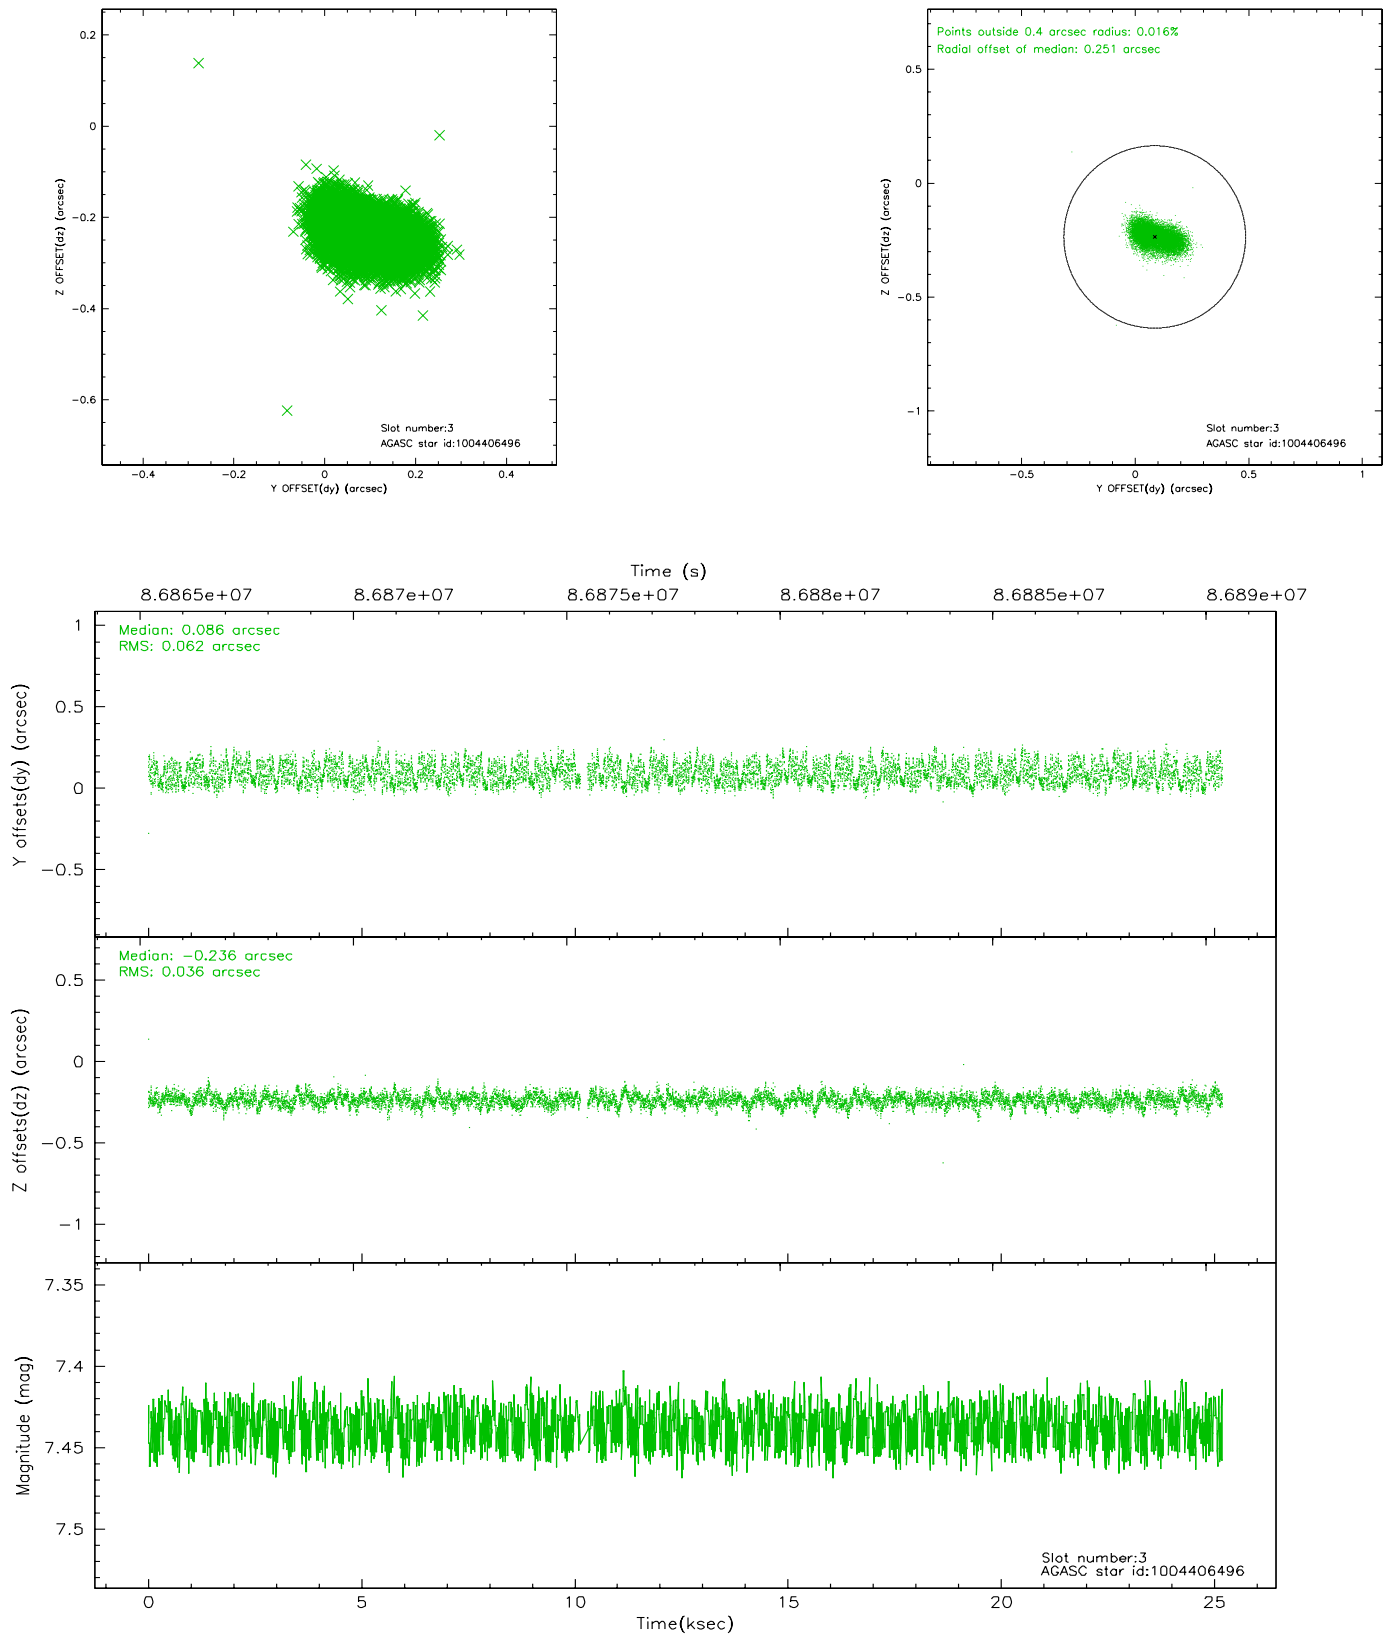 0.2
0
−0.2
−0.4
−0.6
Z OFFSET(dz) (arcsec)
Slot number:3
AGASC star id:1004406496
−0.4
−0.2
0
0.2
0.4
Y OFFSET(dy) (arcsec)
Points outside 0.4 arcsec radius: 0.016%
Radial offset of median: 0.251 arcsec
0.5
0
−0.5
−1
Z OFFSET(dz) (arcsec)
Slot number:3
AGASC star id:1004406496
−0.5
0
0.5
1
Y OFFSET(dy) (arcsec)
Time (s)
8.6865e+07
8.687e+07
8.6875e+07
8.688e+07
8.6885e+07
8.689e+07
Median: 0.086 arcsec
RMS: 0.062 arcsec
1
0.5
0
−0.5
Y offsets(dy) (arcsec)
Median: −0.236 arcsec
RMS: 0.036 arcsec
0.5
0
−0.5
−1
Z offsets(dz) (arcsec)
7.35
7.4
7.45
7.5
Magnitude (mag)
Slot number:3
AGASC star id:1004406496
0
5
10
15
20
25
Time(ksec)